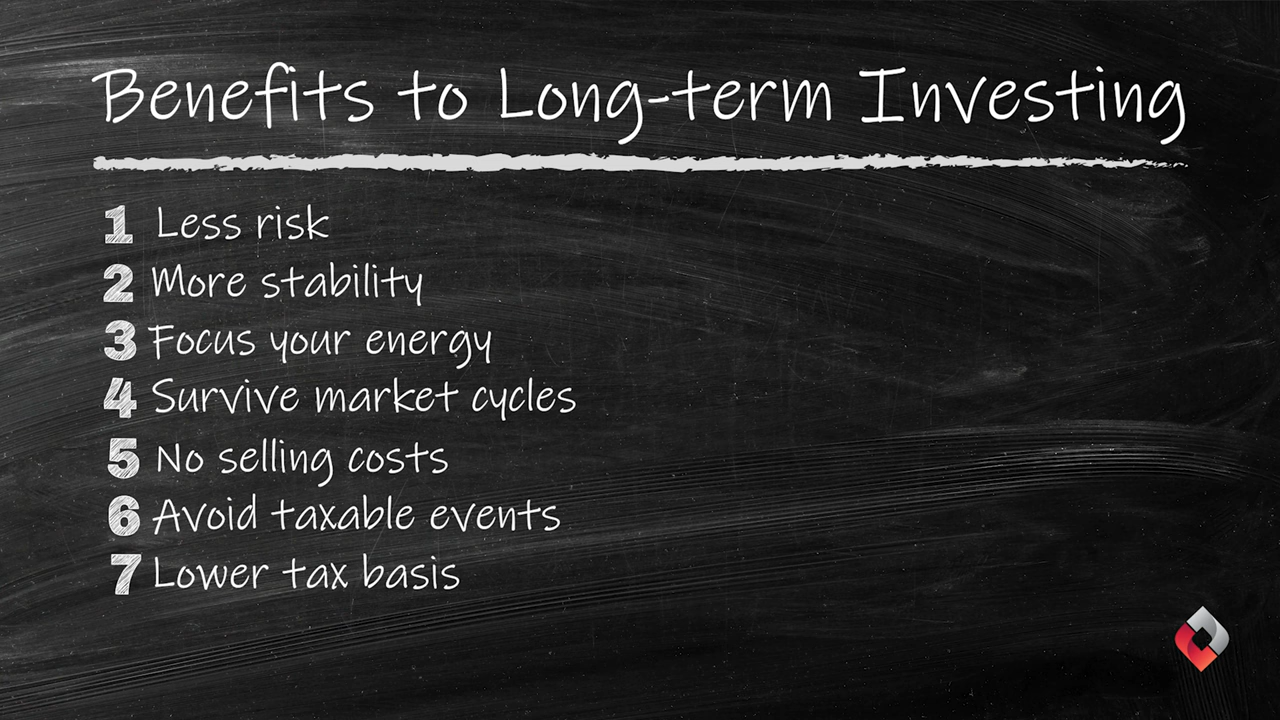 Benefits to Long-term Investing
1 Less risk
2 More stability
3 Focus your energy
4 Survive market cycles
5 No selling costs
6 Avoid taxable events
7 Lower tax basis